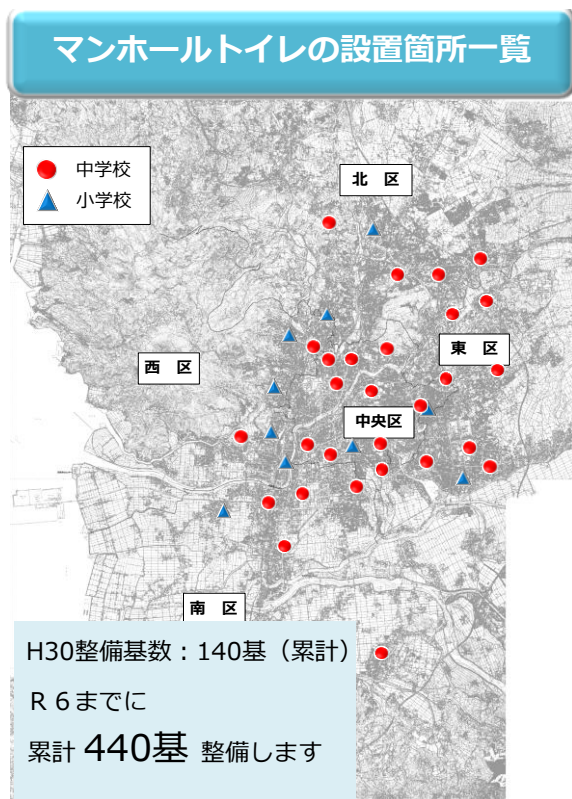 マンホールトイレの設置箇所一覧
中学校
小学校
北 区
東 区
西 区
中央区
南 区
H30整備基数：140基（累計）
R６までに
累計 440基 整備します